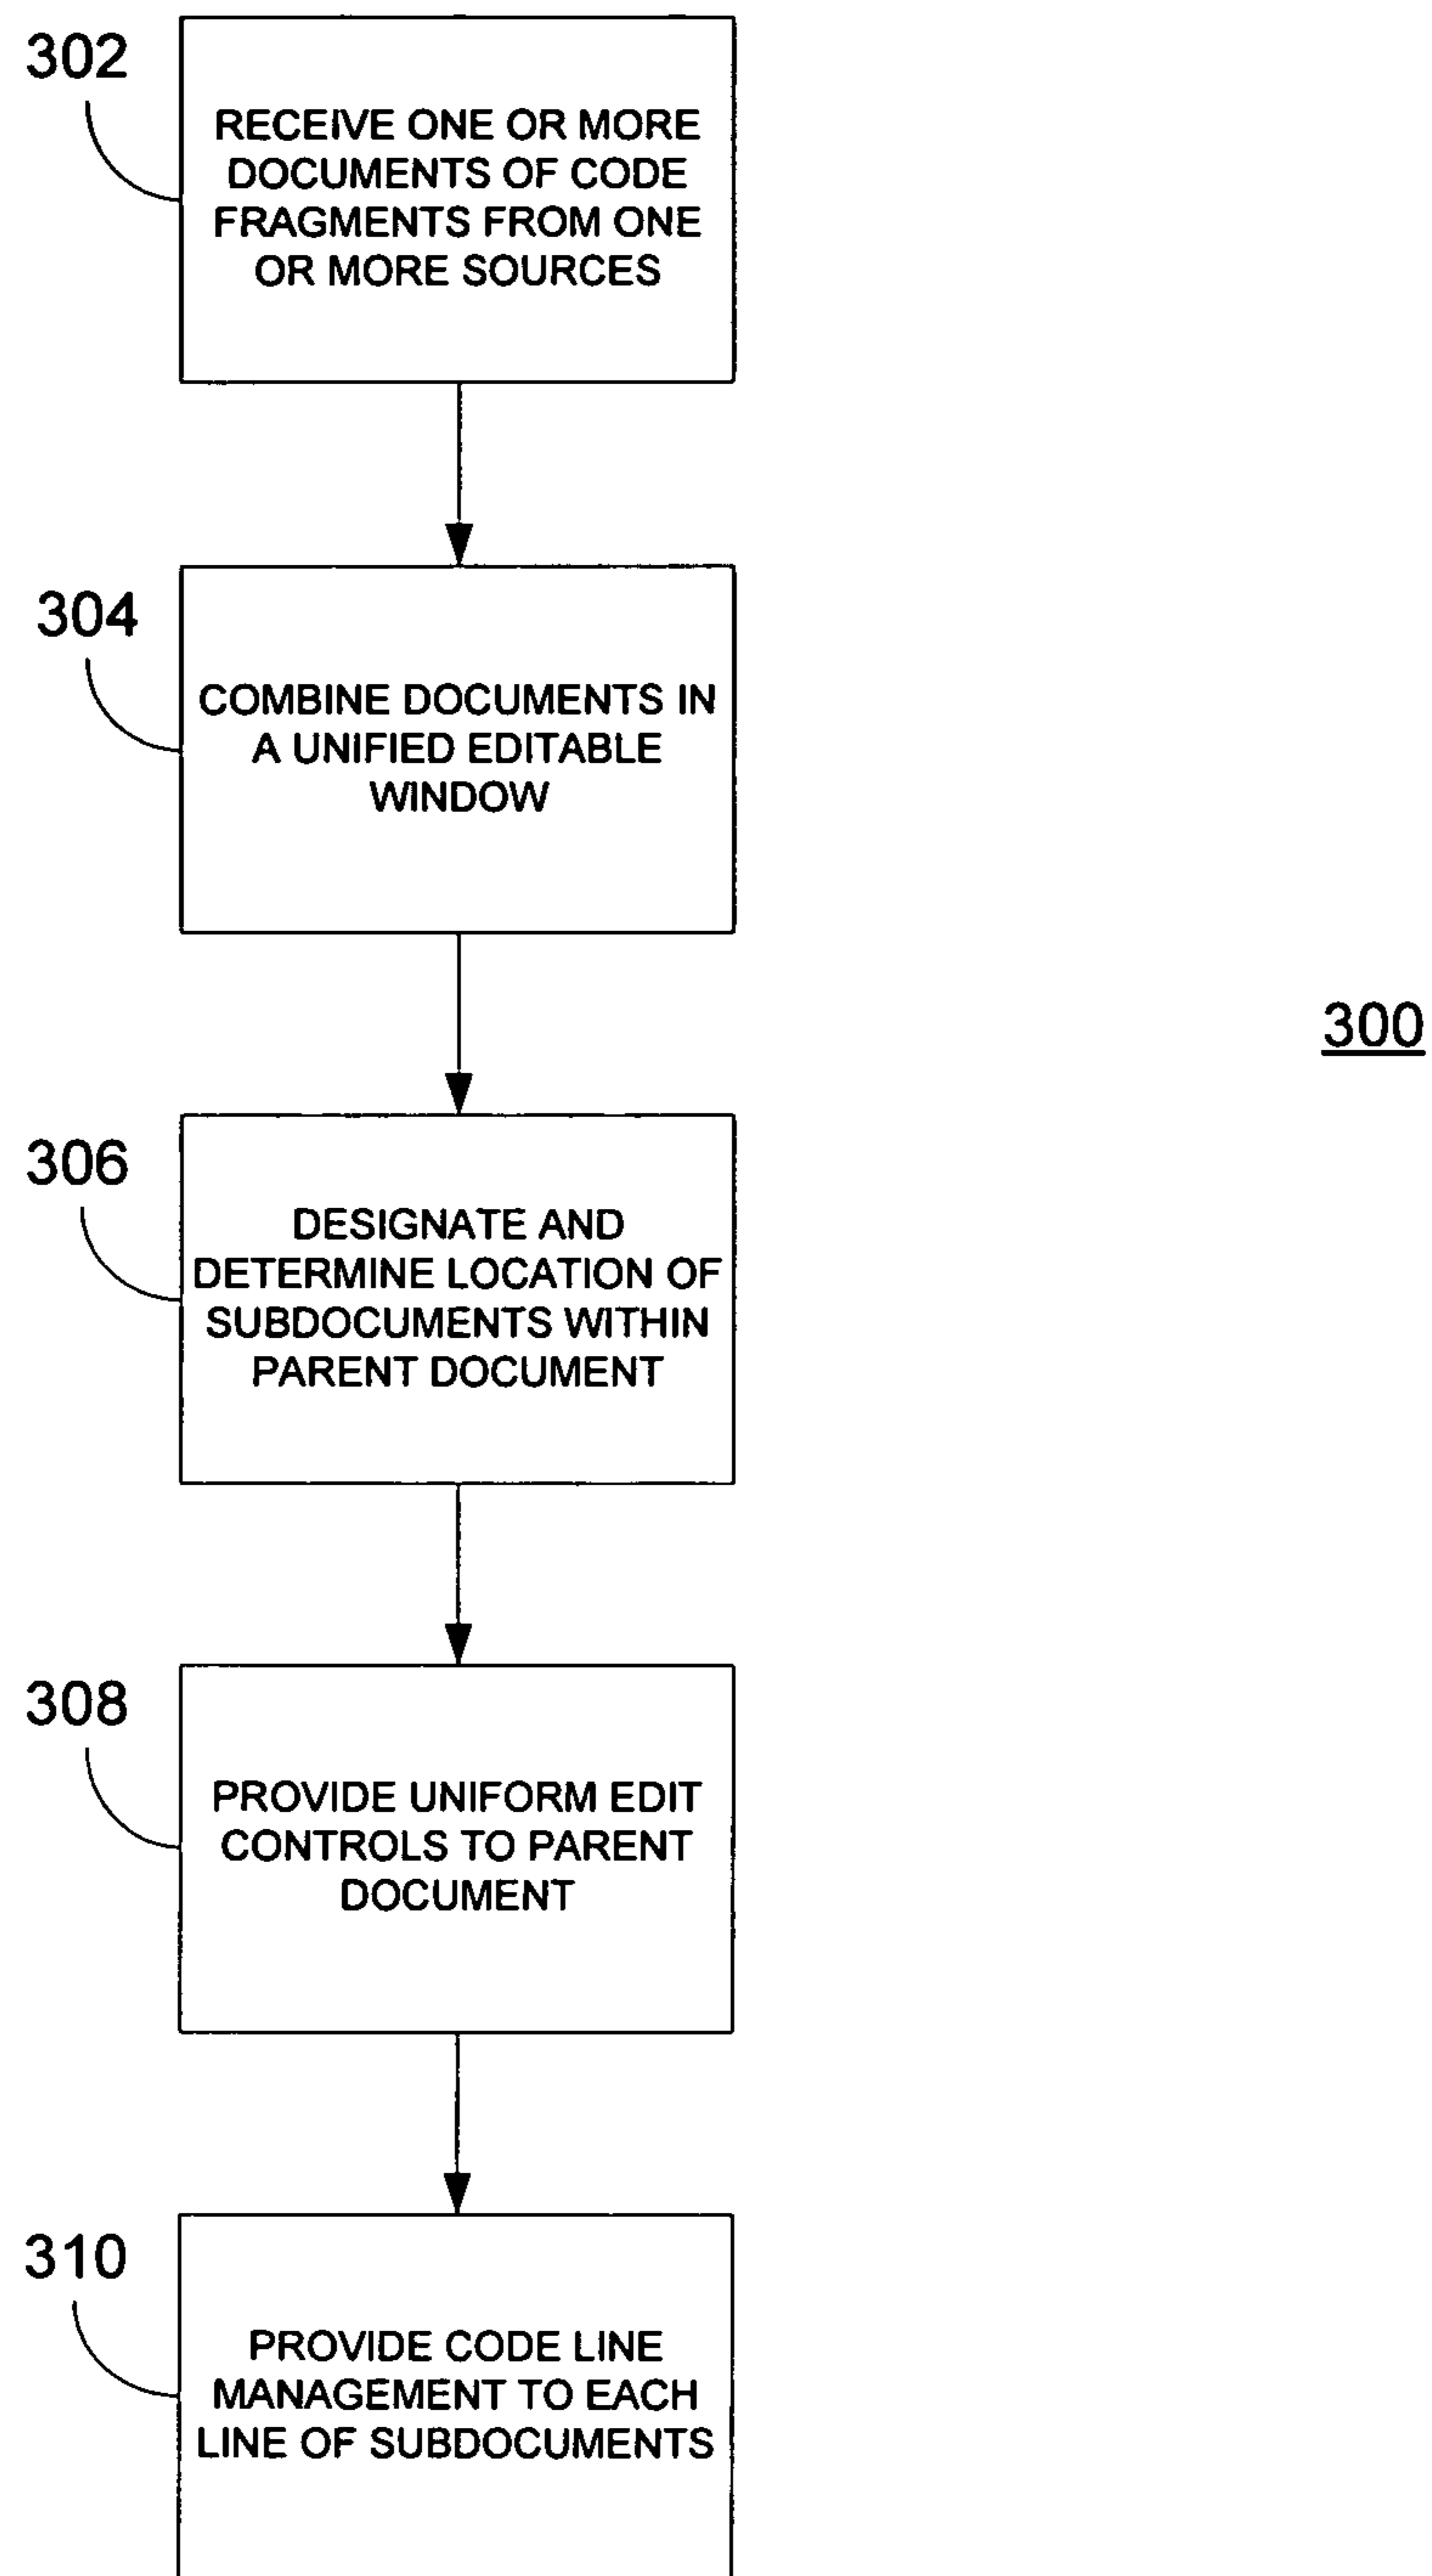 302
RECEIVE ONE OR MORE
DOCUMENTS OF CODE
FRAGMENTS FROM ONE
OR MORE SOURCES
304
COMBINE DOCUMENTS IN
A UNIFIED EDITABLE
WINDOW
300
306
DESIGNATE AND
DETERMINE LOCATION OF
SUBDOCUMENTS WITHIN
PARENT DOCUMENT
308
PROVIDE UNIFORM EDIT
CONTROLS TO PARENT
DOCUMENT
310
PROVIDE CODE LINE
MANAGEMENT TO EACH
LINE OF SUBDOCUMENTS